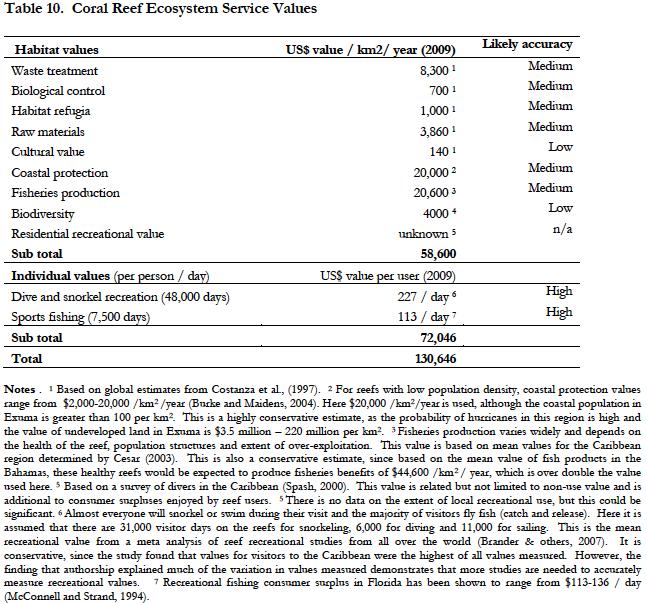 Table 10. Coral Reef Ecosystem Service Values
Habitat values US$ value / km2/ year (2009) Likely accuracy
Waste treatment 8,300 ¹ Medium
Biological control 700 ¹ Medium
Habitat refugia 1,000 ¹ Medium
Raw materials 3,860 ¹ Medium
Cultural value 140 ¹ Low
Coastal protection 20,000 ² Medium
Fisheries production 20,600 ³ Medium
Biodiversity 4000 ⁴ Low
Residential recreational value unknown ⁵ n/a
Sub total 58,600
Individual values (per person / day) US$ value per user (2009)
Dive and snorkel recreation (48,000 days) 227 / day ⁶ High
Sports fishing (7,500 days) 113 / day ⁷ High
Sub total 72,046
Total 130,646
Notes . ¹ Based on global estimates from Costanza et al., (1997). ² For reefs with low population density, coastal protection values
range from $2,000-20,000 /km² /year (Burke and Maidens, 2004). Here $20,000 /km²/year is used, although the coastal population in
Exuma is greater than 100 per km². This is a highly conservative estimate, as the probability of hurricanes in this region is high and
the value of undeveloped land in Exuma is $3.5 million – 220 million per km². ³ Fisheries production varies widely and depends on
the health of the reef, population structures and extent of over-exploitation. This value is based on mean values for the Caribbean
region determined by Cesar (2003). This is also a conservative estimate, since based on the mean value of fish products in the
Bahamas, these healthy reefs would be expected to produce fisheries benefits of $44,600 /km² / year, which is over double the value
used here. ⁵ Based on a survey of divers in the Caribbean (Spash, 2000). This value is related but not limited to non-use value and is
additional to consumer surpluses enjoyed by reef users. ⁵ There is no data on the extent of local recreational use, but this could be
significant. ⁶ Almost everyone will snorkel or swim during their visit and the majority of visitors fly fish (catch and release). Here it is
assumed that there are 31,000 visitor days on the reefs for snorkeling, 6,000 for diving and 11,000 for sailing. This is the mean
recreational value from a meta analysis of reef recreational studies from all over the world (Brander & others, 2007). It is
conservative, since the study found that values for visitors to the Caribbean were the highest of all values measured. However, the
finding that authorship explained much of the variation in values measured demonstrates that more studies are needed to accurately
measure recreational values. ⁷ Recreational fishing consumer surplus in Florida has been shown to range from $113-136 / day
(McConnell and Strand, 1994).